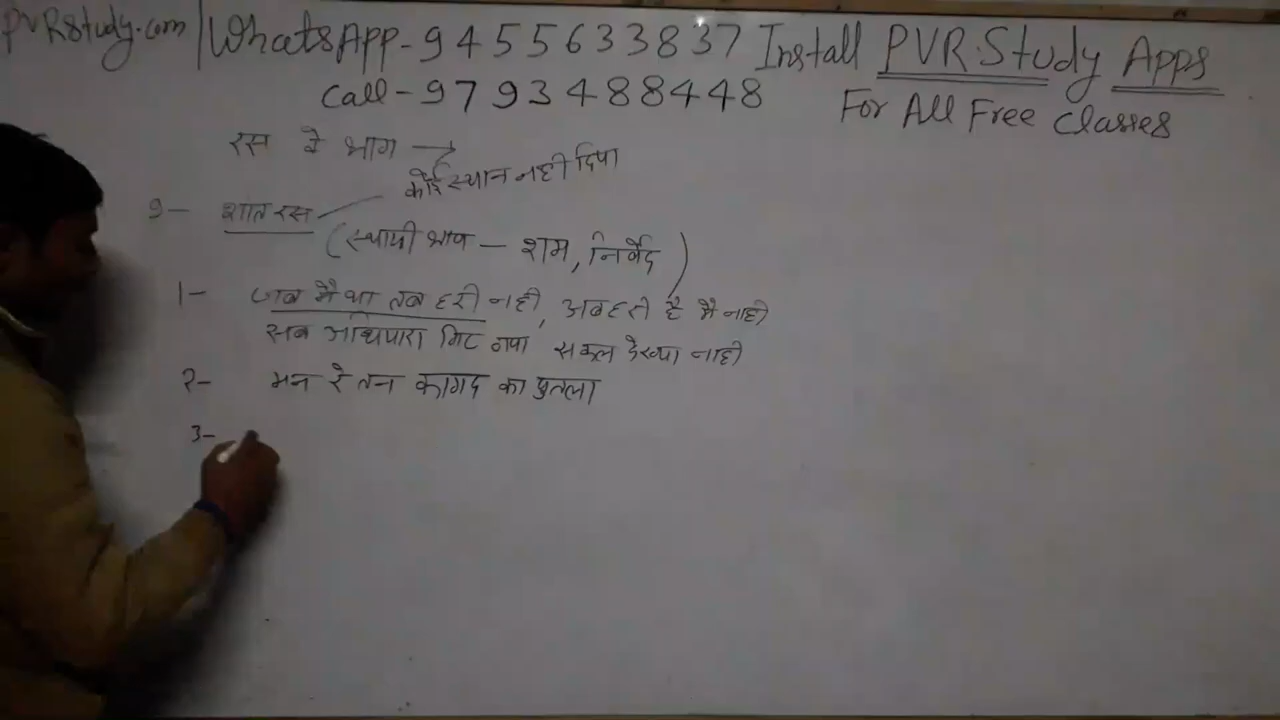 PVRStudy.com | WhatsApp - 9455633837 Install PVR Study Apps
Call - 9793488448 For All Free Classes
रस के भाग →
कोई स्थान नही दिया
9- शांत रस
(स्थायी भाव - शम, निर्वेद)
1- जब मै था तब हरी नही, अब हरी है मै नाही
सब अंधियारा मिट गया सकल देख्या नाही
2- मन रे तन कागद का पुतला
3-